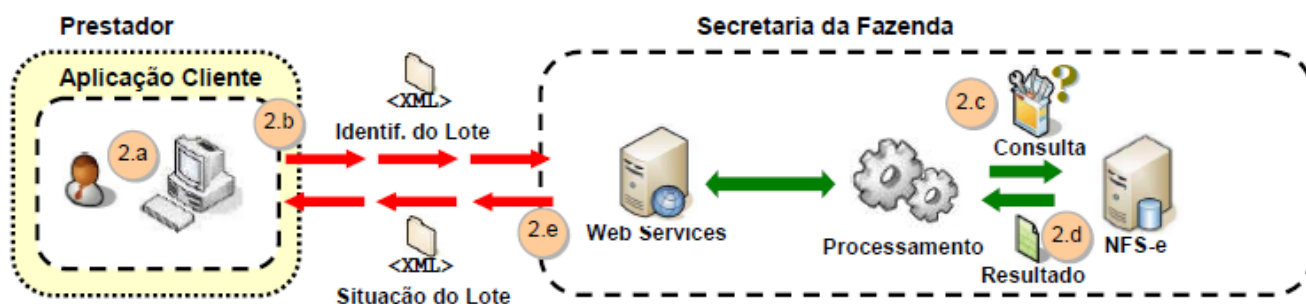 Prestador
Secretaria da Fazenda
Aplicação Cliente
2.a
2.b
<XML>
Identif. do Lote
2.c
?
Consulta
Web Services
Processamento
2.d
NFS-e
Resultado
2.e
<XML>
Situação do Lote